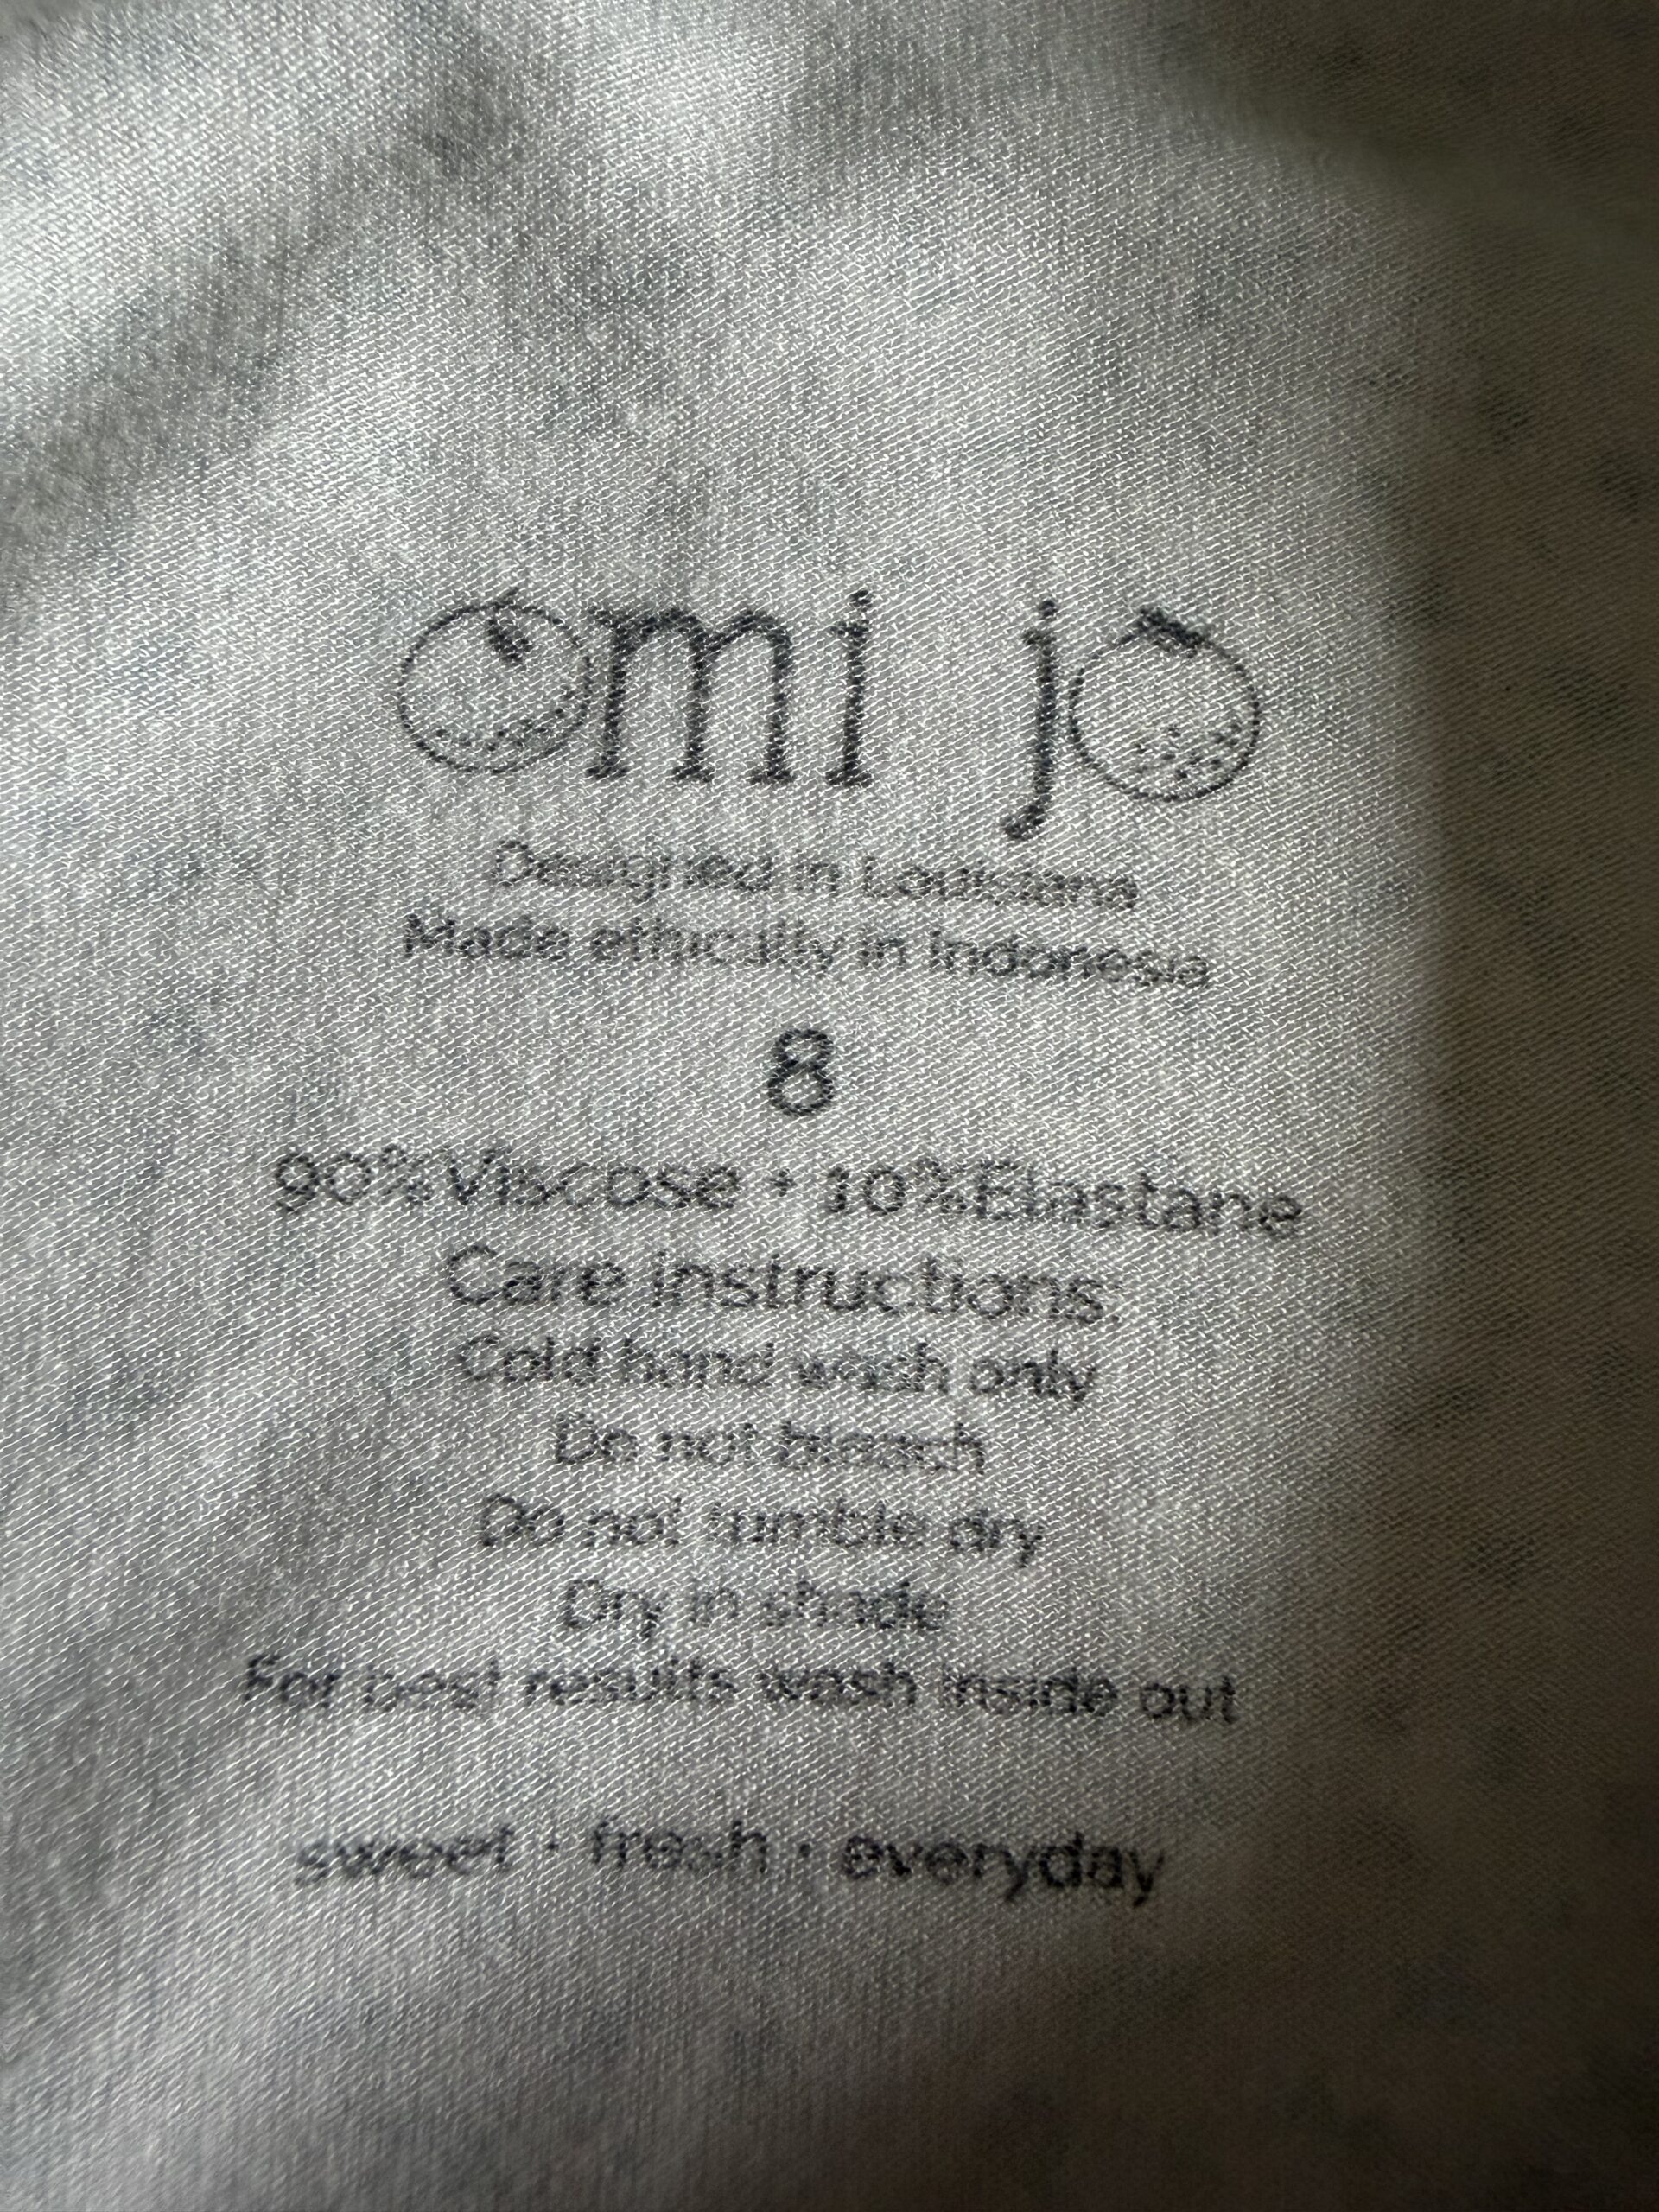 omi jo
Designed in Louisiana
Made ethically in Indonesia
8
90%Viscose + 10%Elastane
Care instructions:
Cold hand wash only
Do not bleach
Do not tumble dry
Dry in shade
For best results wash inside out
sweet · fresh · everyday